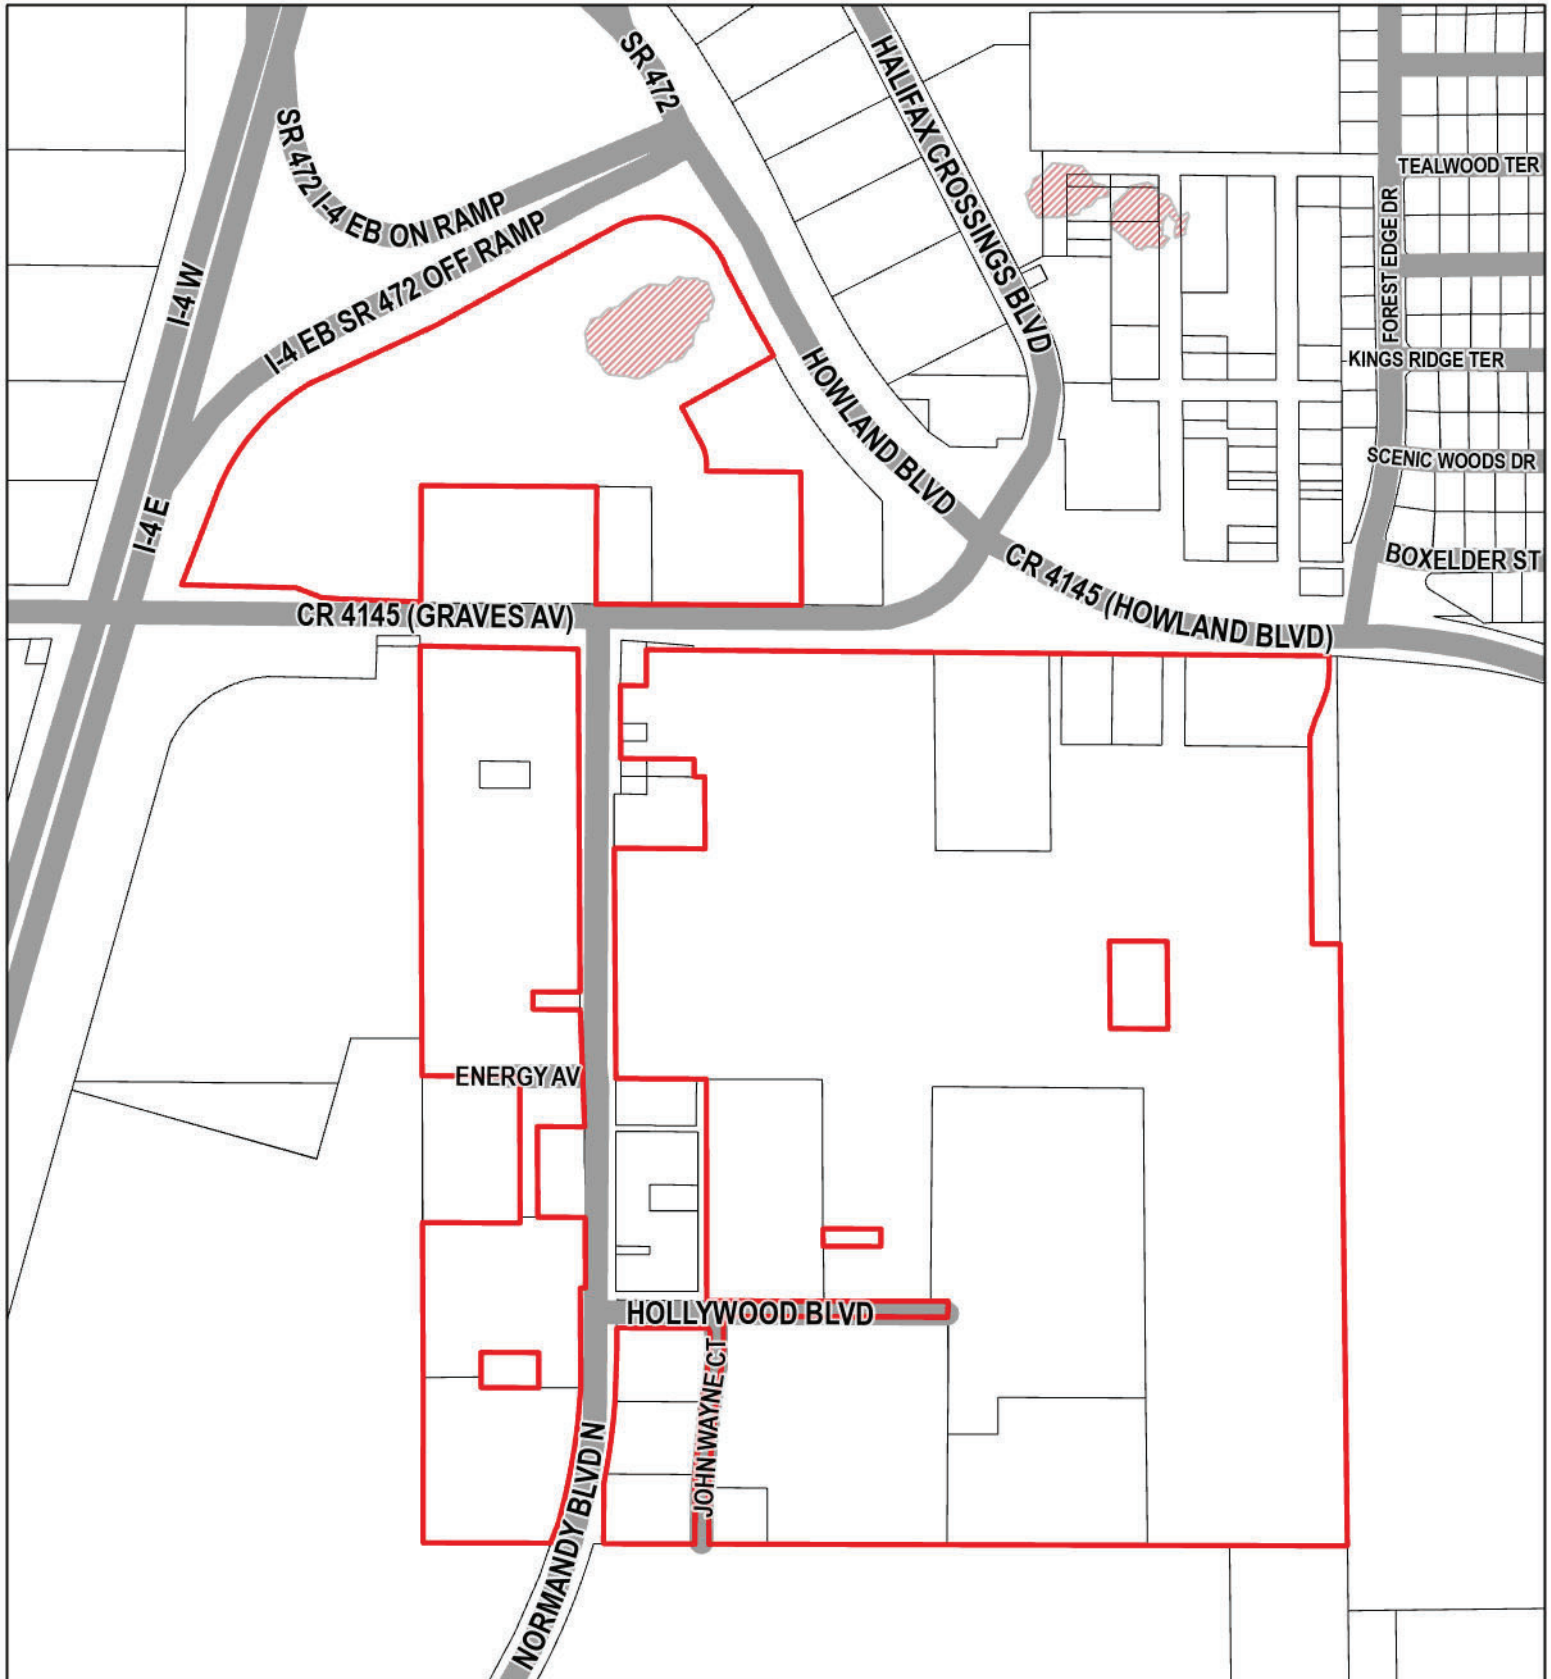 SR 472
HALIFAX CROSSINGS BLVD
SR 472 I-4 EB ON RAMP
TEALWOOD TER
I-4 EB SR 472 OFF RAMP
FOREST EDGE DR
I-4 W
KINGS RIDGE TER
HOWLAND BLVD
SCENIC WOODS DR
I-4 E
BOXELDER ST
CR 4145 (HOWLAND BLVD)
CR 4145 (GRAVES AV)
ENERGY AV
HOLLYWOOD BLVD
JOHN WAYNE CT
NORMANDY BLVD N